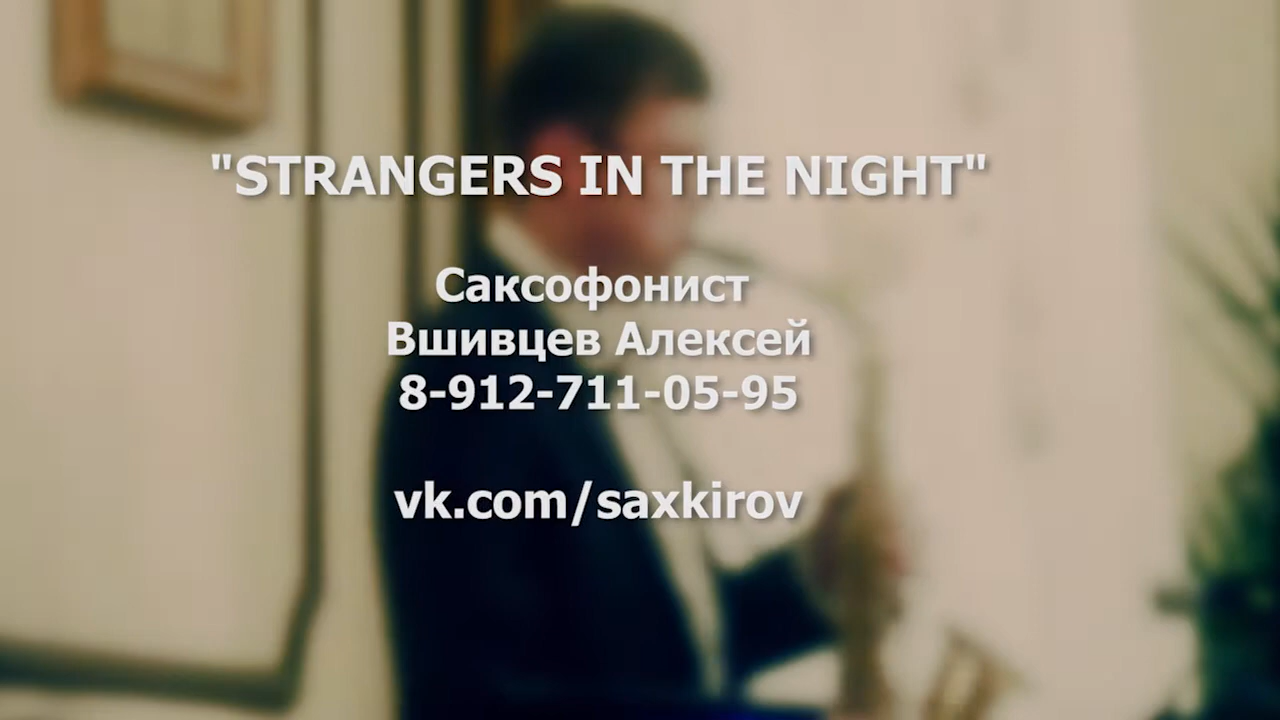 "STRANGERS IN THE NIGHT"
Саксофонист
Вшивцев Алексей
8-912-711-05-95
vk.com/saxkirov